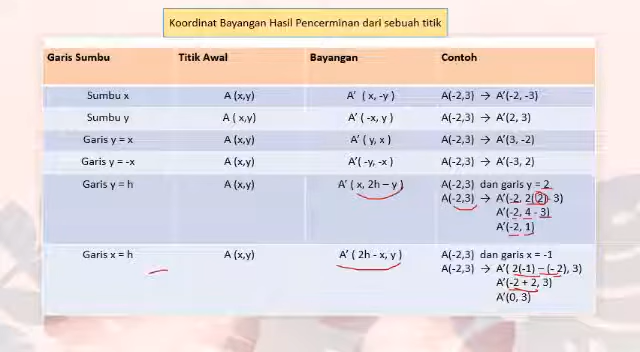 Koordinat Bayangan Hasil Pencerminan dari sebuah titik
Garis Sumbu Titik Awal Bayangan Contoh
Sumbu x A (x,y) A' ( x, -y ) A(-2,3) → A'(-2, -3)
Sumbu y A ( x,y) A' ( -x, y ) A(-2,3) → A'(2, 3)
Garis y = x A (x,y) A' ( y, x ) A(-2,3) → A'(3, -2)
Garis y = -x A (x,y) A'( -y, -x ) A(-2,3) → A'(-3, 2)
Garis y = h A (x,y) A' ( x, 2h – y ) A(-2,3) dan garis y = 2
A(-2,3) → A'(-2, 2(2)- 3)
A'(-2, 4 - 3)
A'(-2, 1)
Garis x = h A (x,y) A' ( 2h - x, y ) A(-2,3) dan garis x = -1
A(-2,3) → A' ( 2(-1) – (- 2), 3)
A'(-2 + 2, 3)
A'(0, 3)